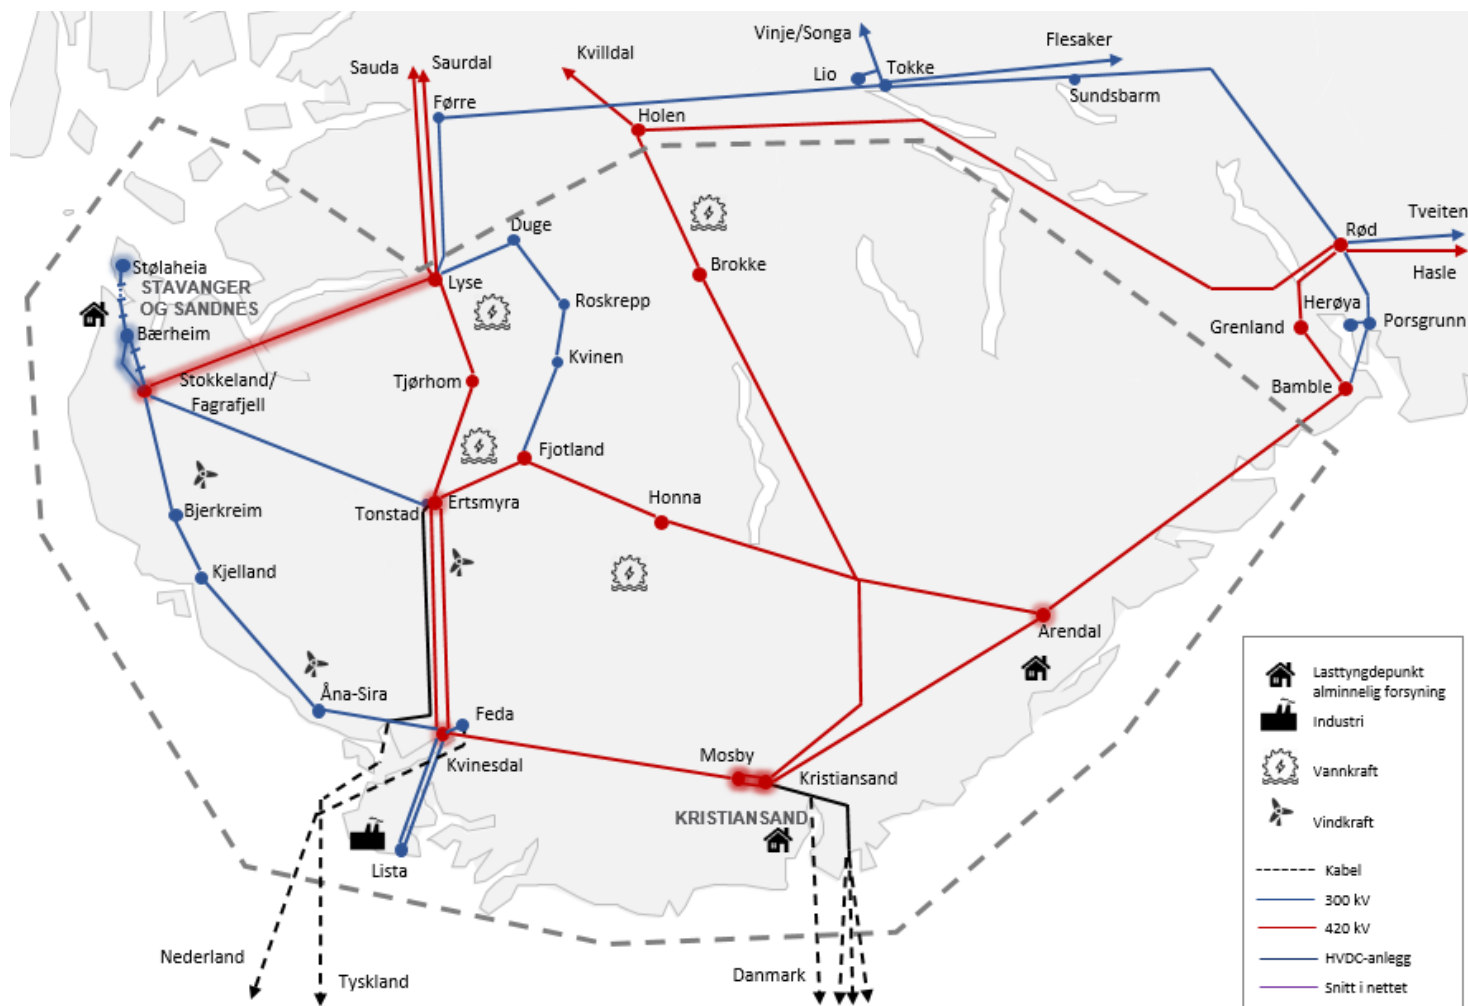 Vinje/Songa
Flesaker
Kvilldal
Saurdal
Sauda
Lio
Tokke
Førre
Sundsbarm
Holen
Duge
Tveiten
Rød
Stølaheia
STAVANGER
OG SANDNES
Lyse
Brokke
Hasle
Roskrepp
Herøya
Bærheim
Grenland
Porsgrunn
Kvinen
Stokkeland/
Fagrafjell
Tjørhom
Bamble
Fjotland
Honna
Tonstad
Ertsmyra
Bjerkreim
Kjelland
Arendal
Åna-Sira
Feda
Kvinesdal
Mosby
Kristiansand
KRISTIANSAND
Lista
Nederland
Tyskland
Danmark
Lasttyngdepunkt
alminnelig forsyning
Industri
Vannkraft
Vindkraft
Kabel
300 kV
420 kV
HVDC-anlegg
Snitt i nettet